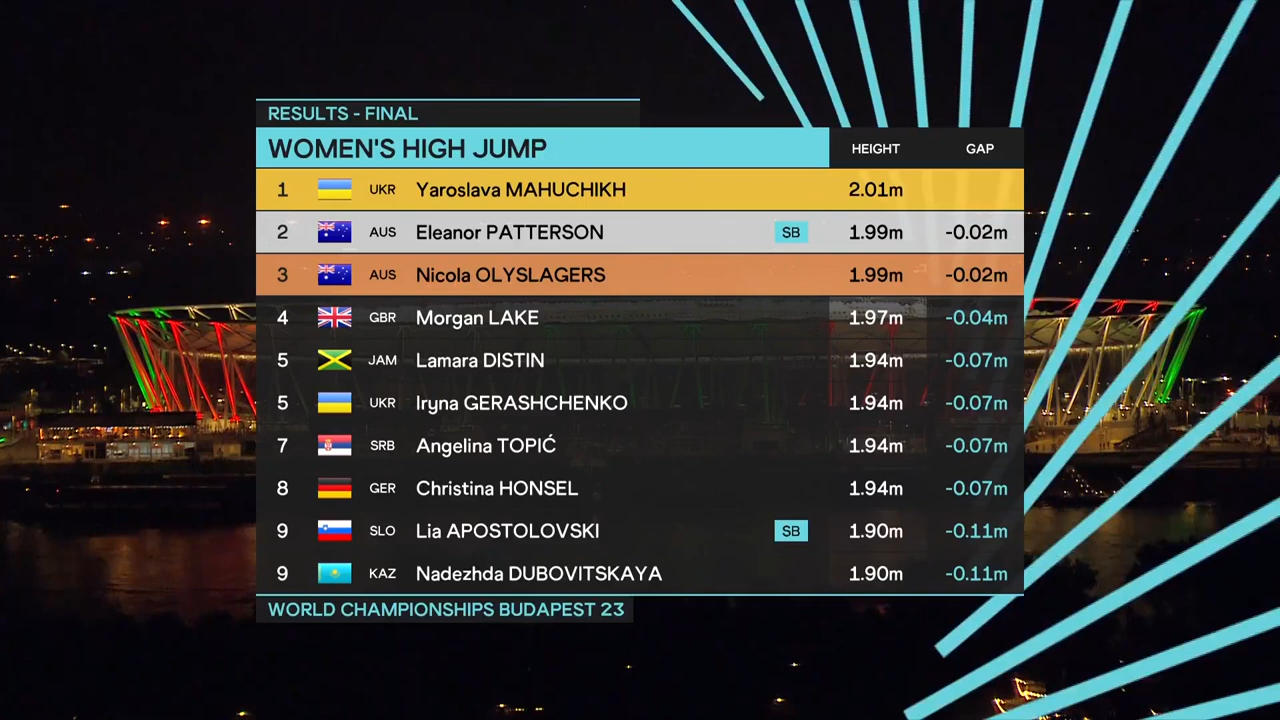 RESULTS - FINAL
WOMEN'S HIGH JUMP HEIGHT GAP
1 UKR Yaroslava MAHUCHIKH 2.01m
2 AUS Eleanor PATTERSON SB 1.99m -0.02m
3 AUS Nicola OLYSLAGERS 1.99m -0.02m
4 GBR Morgan LAKE 1.97m -0.04m
5 JAM Lamara DISTIN 1.94m -0.07m
5 UKR Iryna GERASHCHENKO 1.94m -0.07m
7 SRB Angelina TOPIĆ 1.94m -0.07m
8 GER Christina HONSEL 1.94m -0.07m
9 SLO Lia APOSTOLOVSKI SB 1.90m -0.11m
9 KAZ Nadezhda DUBOVITSKAYA 1.90m -0.11m
WORLD CHAMPIONSHIPS BUDAPEST 23